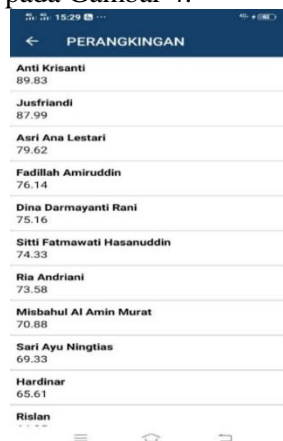 pada Gambar 4.
15:29
PERANGKINGAN
Anti Krisanti
89.83
Jusfriandi
87.99
Asri Ana Lestari
79.62
Fadillah Amiruddin
76.14
Dina Darmayanti Rani
75.16
Sitti Fatmawati Hasanuddin
74.33
Ria Andriani
73.58
Misbahul Al Amin Murat
70.88
Sari Ayu Ningtias
69.33
Hardinar
65.61
Rislan